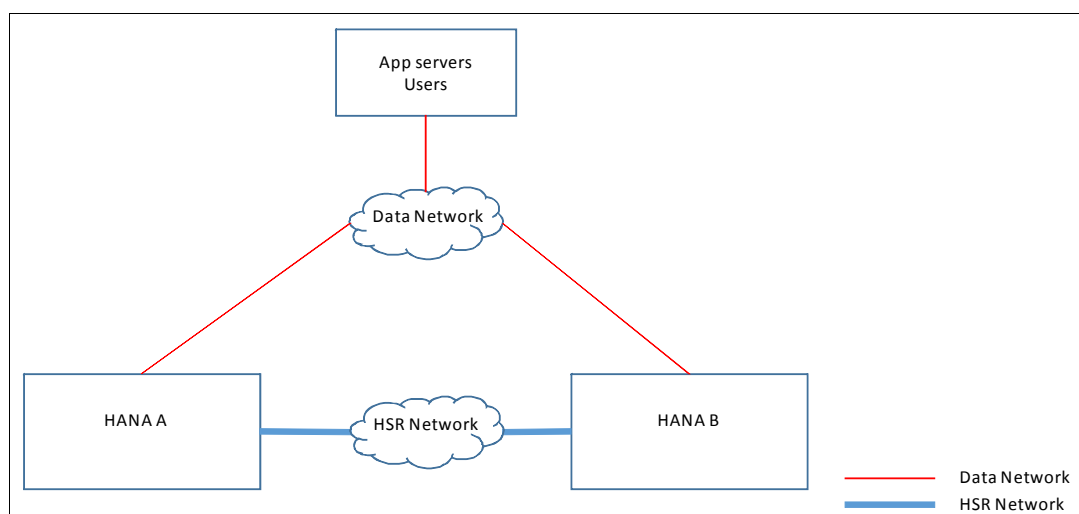 App servers
Users
Data Network
HANA A
HSR Network
HANA B
Data Network
HSR Network